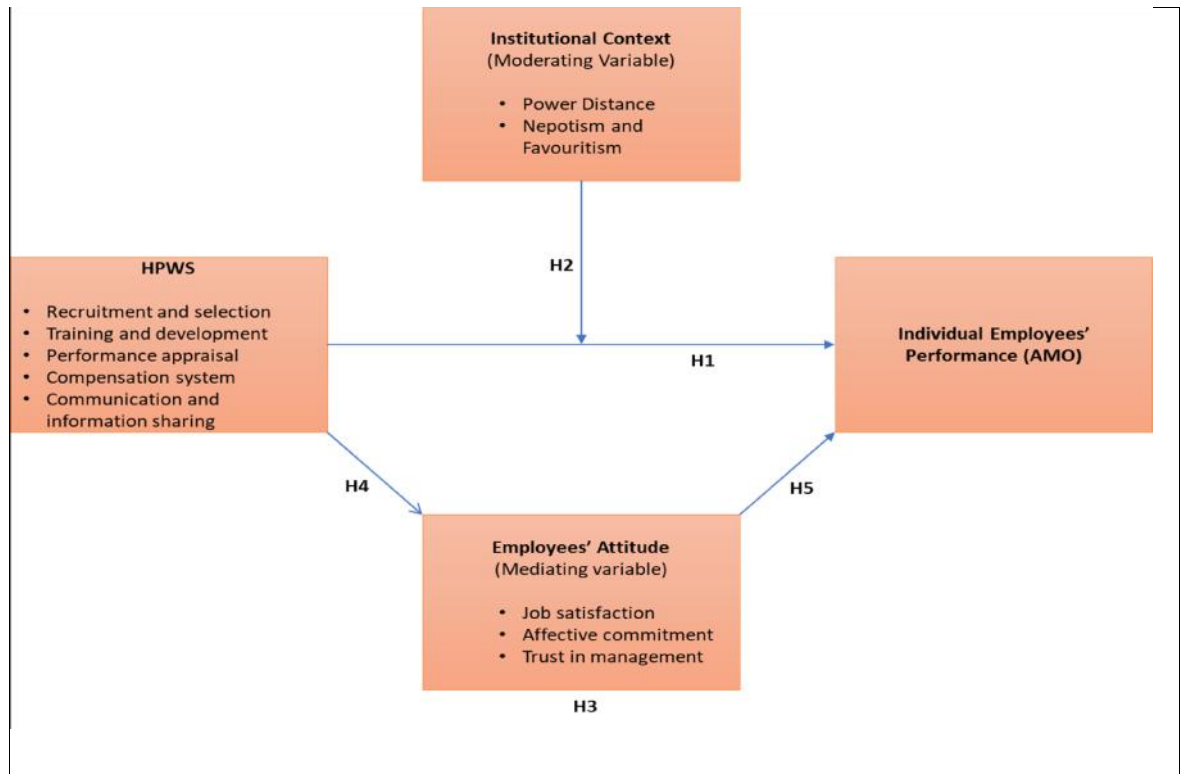 Institutional Context
(Moderating Variable)
• Power Distance
• Nepotism and
Favouritism
H2
HPWS
• Recruitment and selection
• Training and development
• Performance appraisal
• Compensation system
• Communication and
information sharing
H1
Individual Employees'
Performance (AMO)
H4
H5
Employees' Attitude
(Mediating variable)
• Job satisfaction
• Affective commitment
• Trust in management
H3